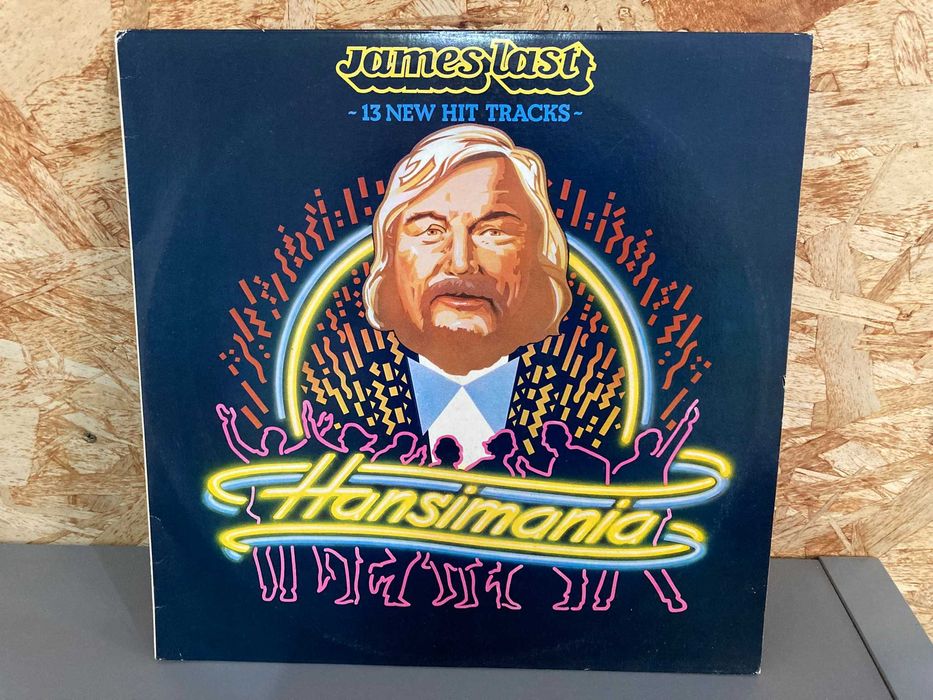 James Last
~ 13 NEW HIT TRACKS ~
Hansimania